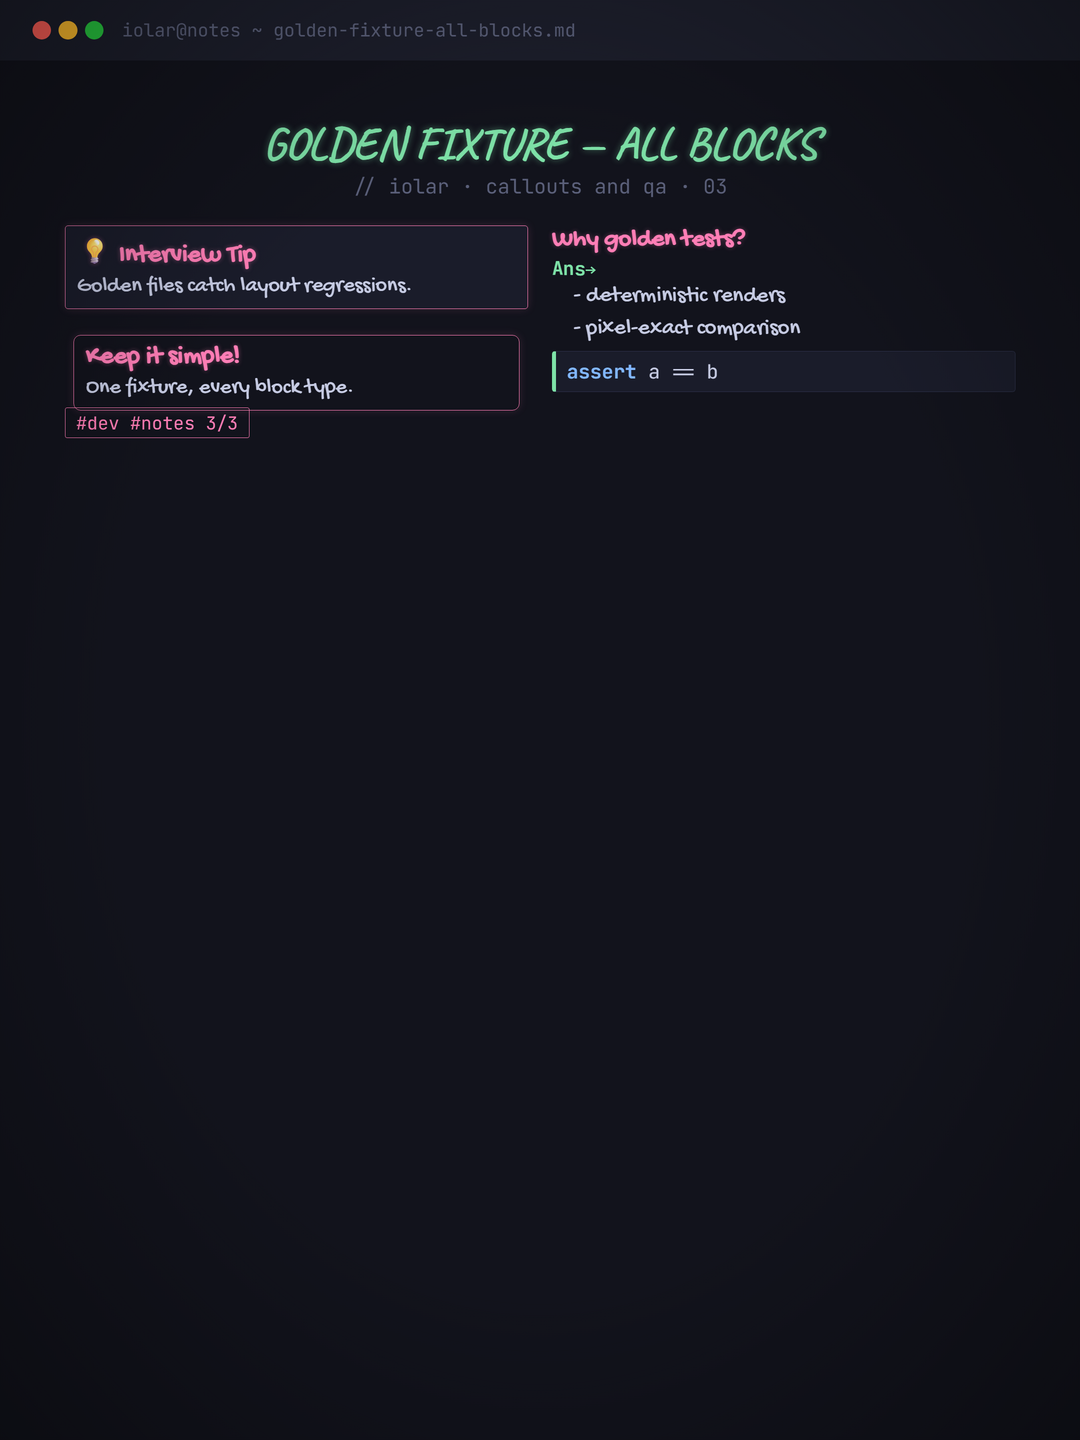 iolar@notes ~ golden-fixture-all-blocks.md
GOLDEN FIXTURE — ALL BLOCKS
// iolar · callouts and qa · 03
💡 Interview Tip
Golden files catch layout regressions.
Keep it simple!
One fixture, every block type.
#dev #notes 3/3
Why golden tests?
Ans→
- deterministic renders
- pixel-exact comparison
assert a == b